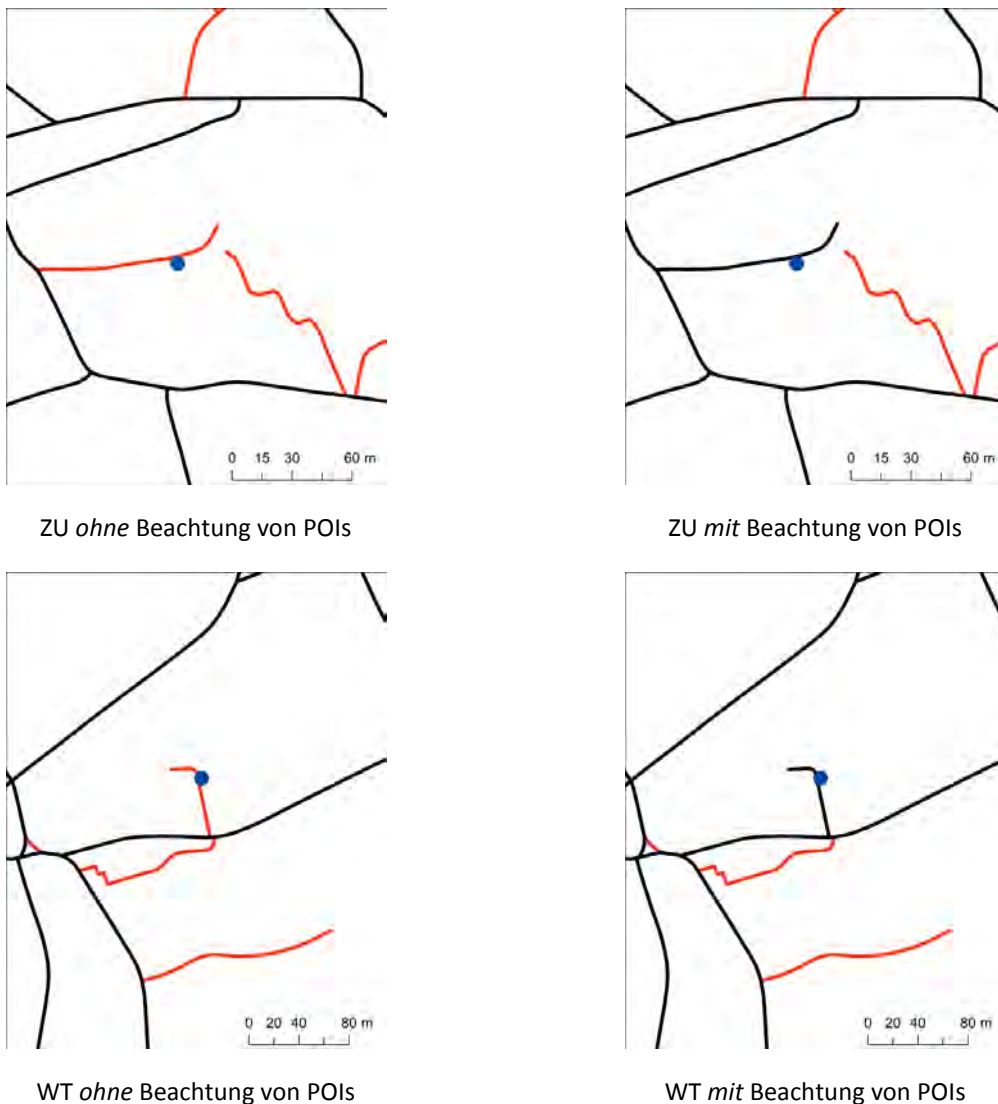 0 15 30 60 m
0 15 30 60 m
ZU ohne Beachtung von POIs
ZU mit Beachtung von POIs
0 20 40 80 m
0 20 40 80 m
WT ohne Beachtung von POIs
WT mit Beachtung von POIs